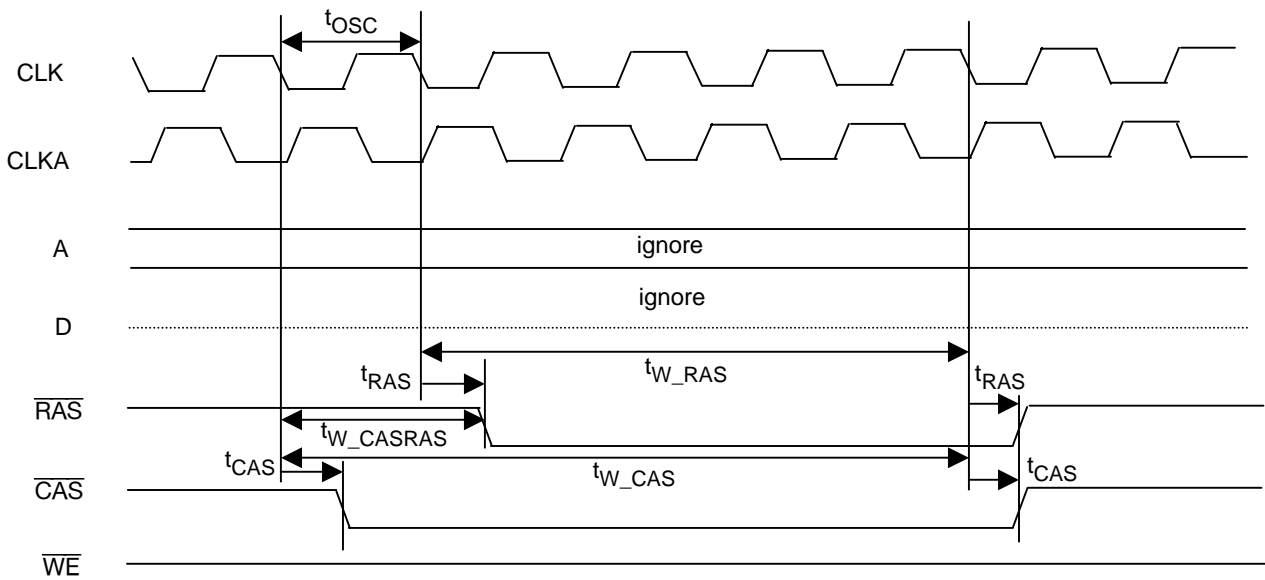 tOSC
CLK
CLKA
A
ignore
ignore
D
tRAS
tW_RAS
tRAS
RAS
tW_CASRAS
tCAS
tW_CAS
tCAS
CAS
WE